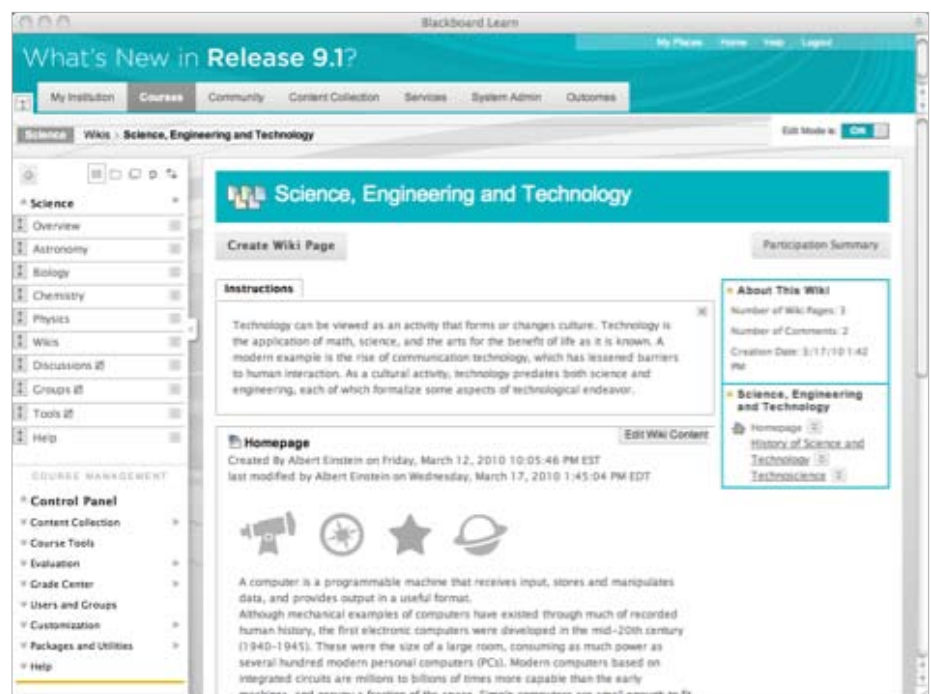 Blackboard Learn
My Places Home Help Logout
What's New in Release 9.1?
My Institution Courses Community Content Collection Services System Admin Outcomes
Science Wikis > Science, Engineering and Technology
Edit Mode is: ON
Science
Overview
Astronomy
Biology
Chemistry
Physics
Wikis
Discussions
Groups
Tools
Help
COURSE MANAGEMENT
Control Panel
Content Collection
Course Tools
Evaluation
Grade Center
Users and Groups
Customization
Packages and Utilities
Help
Science, Engineering and Technology
Create Wiki Page
Participation Summary
Instructions
Technology can be viewed as an activity that forms or changes culture. Technology is
the application of math, science, and the arts for the benefit of life as it is known. A
modern example is the rise of communication technology, which has lessened barriers
to human interaction. As a cultural activity, technology predates both science and
engineering, each of which formalize some aspects of technological endeavor.
Homepage
Edit Wiki Content
Created By Albert Einstein on Friday, March 12, 2010 10:05:46 PM EST
last modified by Albert Einstein on Wednesday, March 17, 2010 1:45:04 PM EDT
A computer is a programmable machine that receives input, stores and manipulates
data, and provides output in a useful format.
Although mechanical examples of computers have existed through much of recorded
human history, the first electronic computers were developed in the mid-20th century
(1940-1945). These were the size of a large room, consuming as much power as
several hundred modern personal computers (PCs). Modern computers based on
integrated circuits are millions to billions of times more capable than the early
machines, and occupy a fraction of the space. Simple computers are small enough to fit
About This Wiki
Number of Wiki Pages: 3
Number of Comments: 2
Creation Date: 3/17/10 1:42
PM
Science, Engineering
and Technology
Homepage
History of Science and
Technology
Technoscience